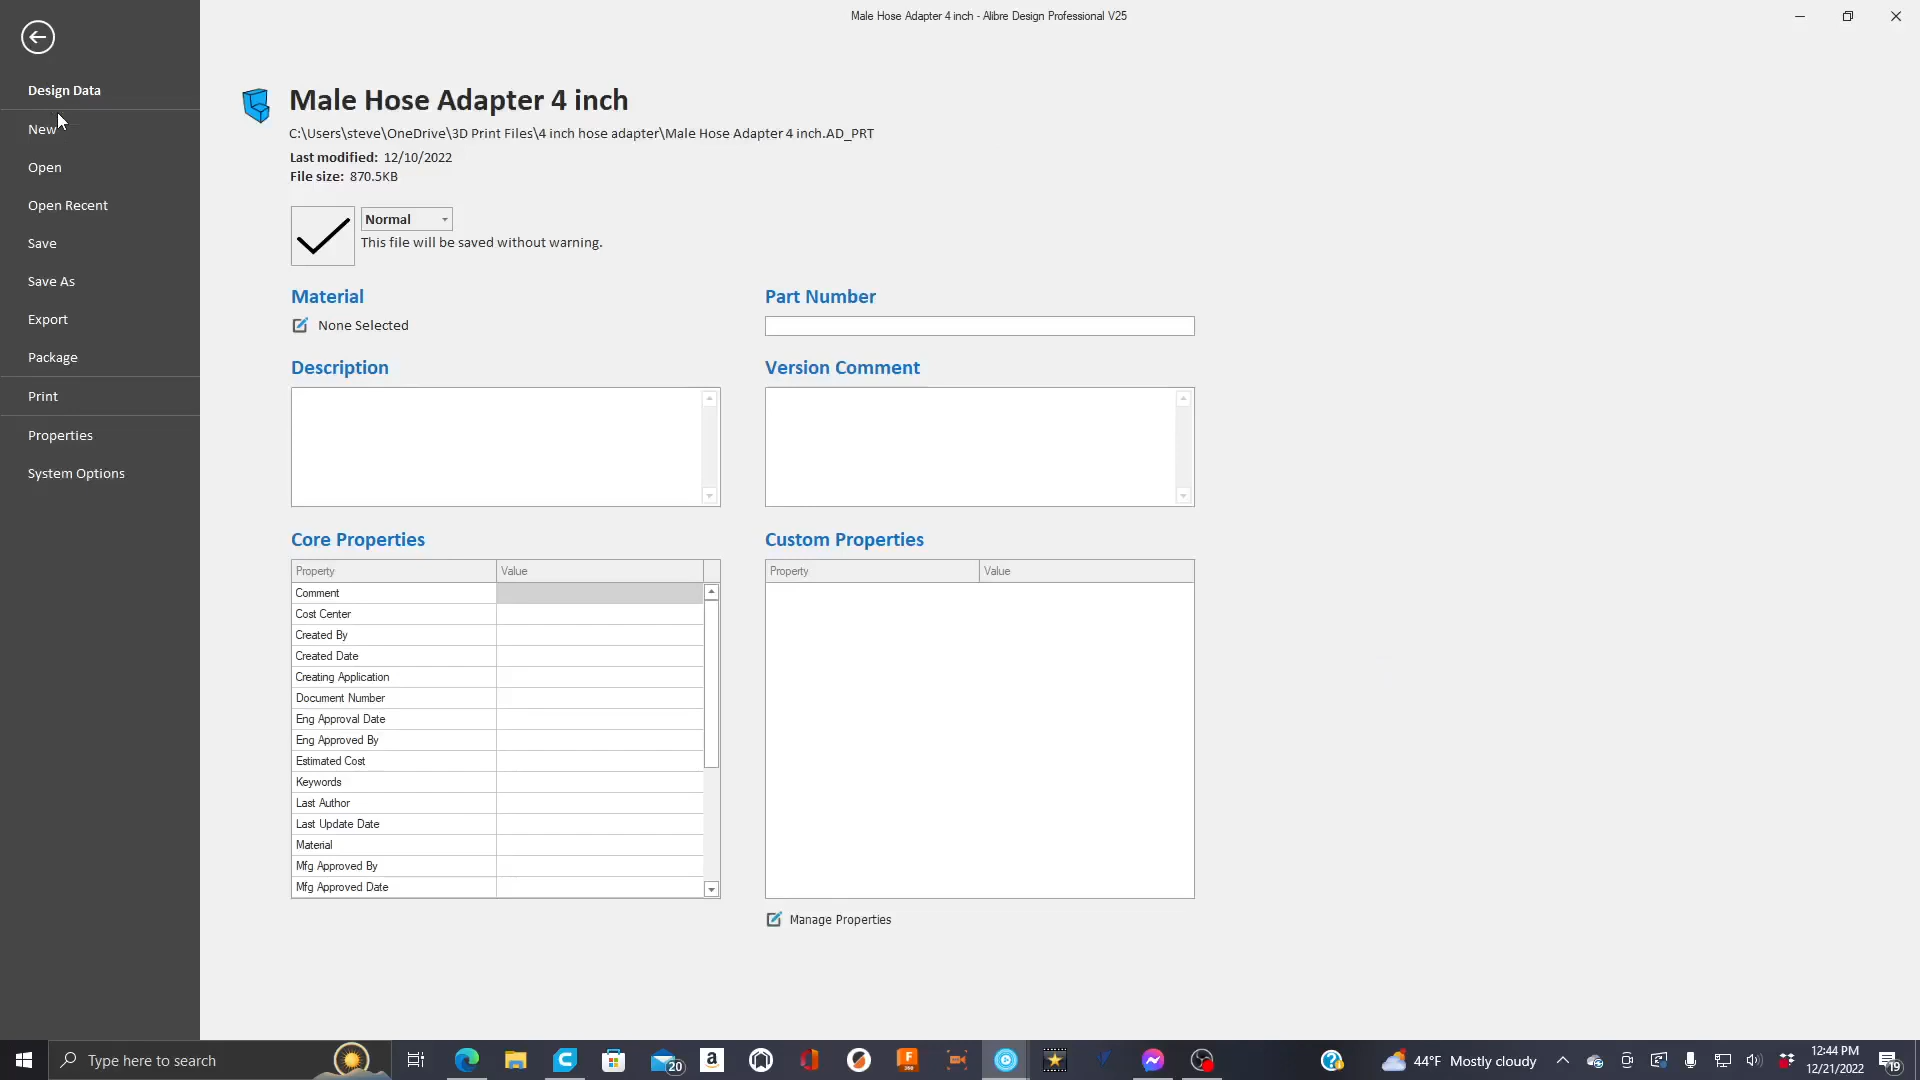 Male Hose Adapter 4 inch - Alibre Design Professional V25
Design Data
New
Open
Open Recent
Save
Save As
Export
Package
Print
Properties
System Options
Male Hose Adapter 4 inch
C:\Users\steve\OneDrive\3D Print Files\4 inch hose adapter\Male Hose Adapter 4 inch.AD_PRT
Last modified: 12/10/2022
File size: 870.5KB
Normal
This file will be saved without warning.
Material
None Selected
Part Number
Description
Version Comment
Core Properties
Property Value
Comment
Cost Center
Created By
Created Date
Creating Application
Document Number
Eng Approval Date
Eng Approved By
Estimated Cost
Keywords
Last Author
Last Update Date
Material
Mfg Approved By
Mfg Approved Date
Custom Properties
Property Value
Manage Properties
Type here to search
20
a
F
44°F Mostly cloudy
12:44 PM
12/21/2022
19